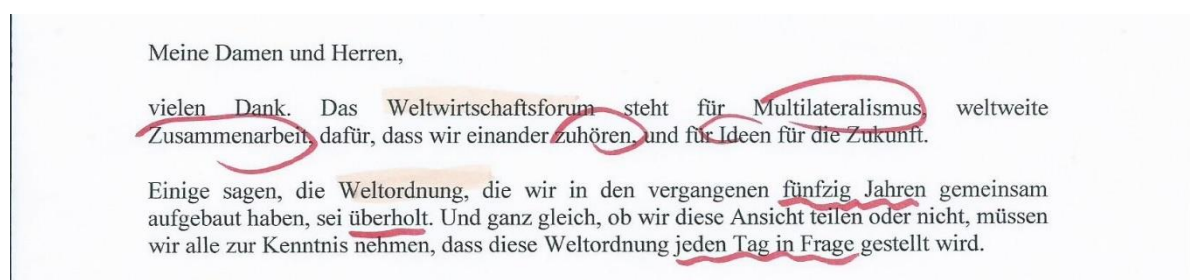 Meine Damen und Herren,
vielen Dank. Das Weltwirtschaftsforum steht für Multilateralismus, weltweite
Zusammenarbeit, dafür, dass wir einander zuhören, und für Ideen für die Zukunft.
Einige sagen, die Weltordnung, die wir in den vergangenen fünfzig Jahren gemeinsam
aufgebaut haben, sei überholt. Und ganz gleich, ob wir diese Ansicht teilen oder nicht, müssen
wir alle zur Kenntnis nehmen, dass diese Weltordnung jeden Tag in Frage gestellt wird.